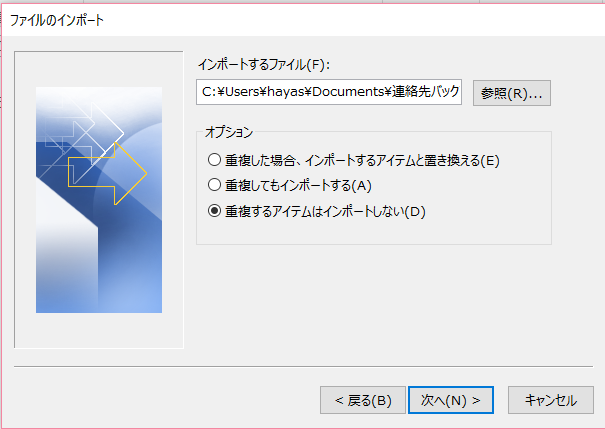 ファイルのインポート
インポートするファイル(F):
C:¥Users¥hayas¥Documents¥連絡先バック
参照(R)...
オプション
重複した場合、インポートするアイテムと置き換える(E)
重複してもインポートする(A)
重複するアイテムはインポートしない(D)
< 戻る(B)
次へ(N) >
キャンセル